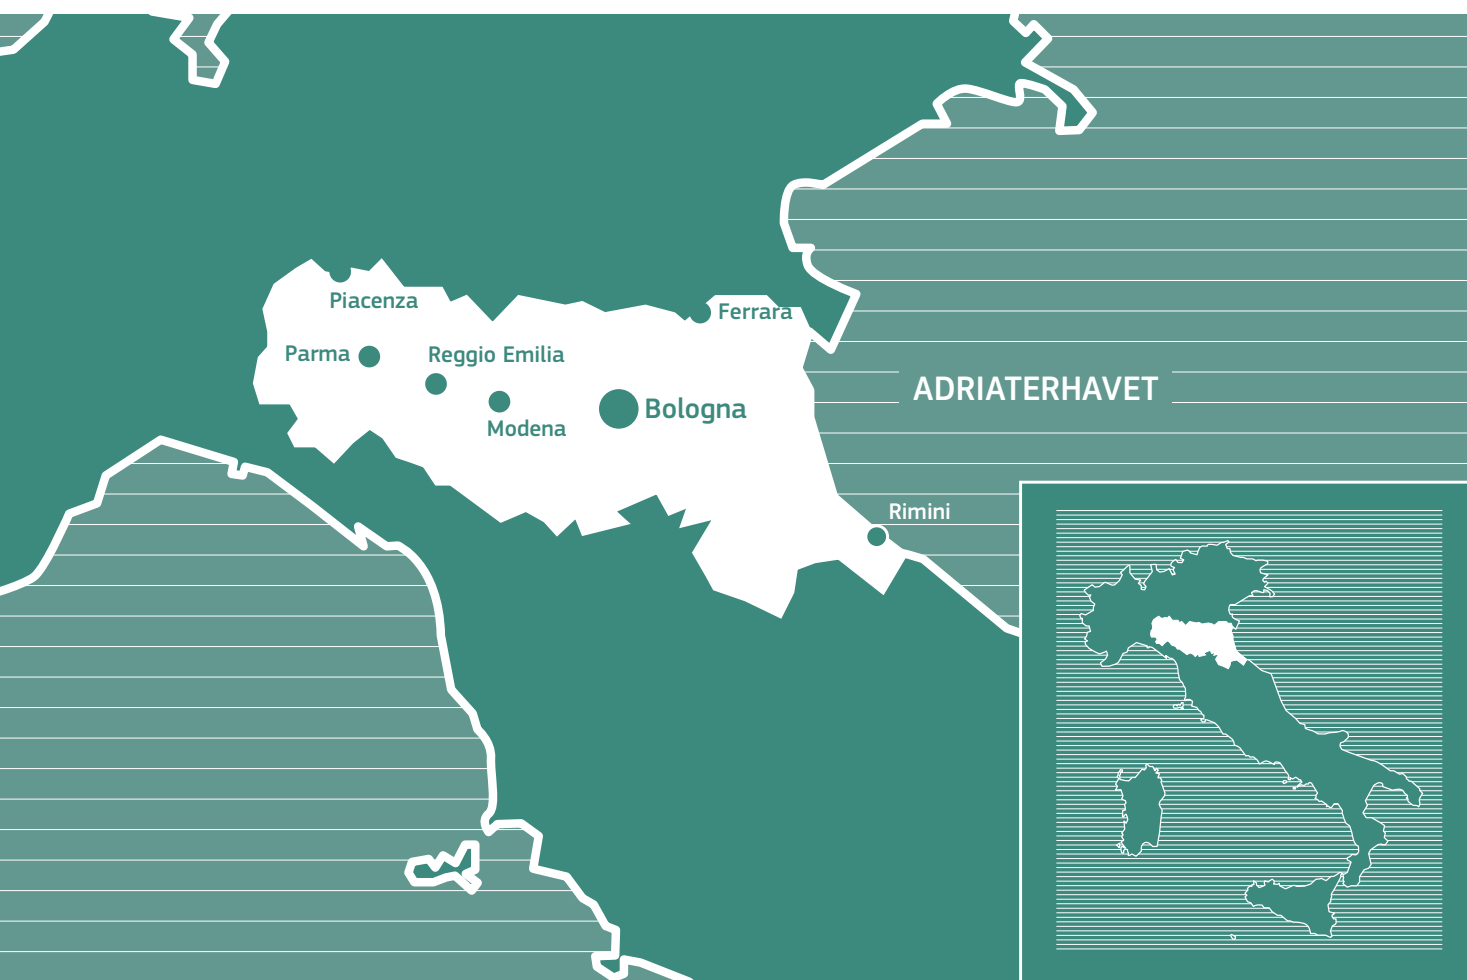 Piacenza
Ferrara
Parma
Reggio Emilia
ADRIATERHAVET
Modena
Bologna
Rimini